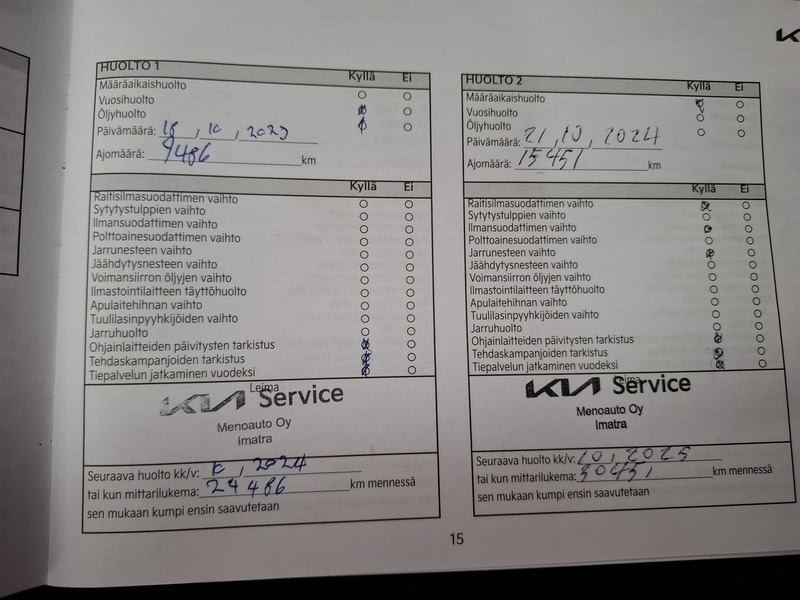 KIA
HUOLTO 1
Kyllä Ei
Määräaikaishuolto
Vuosihuolto
Öljyhuolto
Päivämäärä: 18, 10, 2023
Ajomäärä: 9486 km
Kyllä Ei
Raitisilmasuodattimen vaihto
Sytytystulppien vaihto
Ilmansuodattimen vaihto
Polttoainesuodattimen vaihto
Jarrunesteen vaihto
Jäähdytysnesteen vaihto
Voimansiirron öljyjen vaihto
Ilmastointilaitteen täyttöhuolto
Apulaitehihnan vaihto
Tuulilasinpyyhkijöiden vaihto
Jarruhuolto
Ohjainlaitteiden päivitysten tarkistus
Tehdaskampanjoiden tarkistus
Tiepalvelun jatkaminen vuodeksi
Leima
KIA Service
Menoauto Oy
Imatra
Seuraava huolto kk/v: 10, 2024
tai kun mittarilukema: 24486 km mennessä
sen mukaan kumpi ensin saavutetaan
HUOLTO 2
Kyllä Ei
Määräaikaishuolto
Vuosihuolto
Öljyhuolto
Päivämäärä: 21, 10, 2024
Ajomäärä: 15451 km
Kyllä Ei
Raitisilmasuodattimen vaihto
Sytytystulppien vaihto
Ilmansuodattimen vaihto
Polttoainesuodattimen vaihto
Jarrunesteen vaihto
Jäähdytysnesteen vaihto
Voimansiirron öljyjen vaihto
Ilmastointilaitteen täyttöhuolto
Apulaitehihnan vaihto
Tuulilasinpyyhkijöiden vaihto
Jarruhuolto
Ohjainlaitteiden päivitysten tarkistus
Tehdaskampanjoiden tarkistus
Tiepalvelun jatkaminen vuodeksi
Leima
KIA Service
Menoauto Oy
Imatra
Seuraava huolto kk/v: 10, 2025
tai kun mittarilukema: 30451, km mennessä
sen mukaan kumpi ensin saavutetaan
15